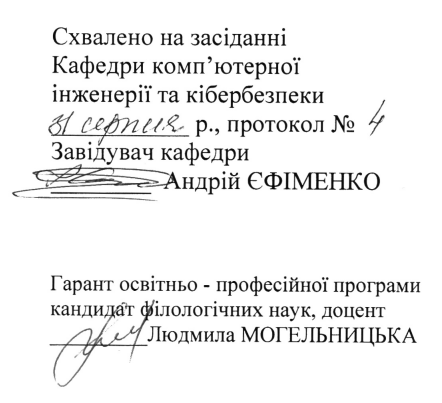 Схвалено на засіданні
Кафедри комп’ютерної
інженерії та кібербезпеки
31 серпня р., протокол № 4
Завідувач кафедри
Андрій ЄФІМЕНКО
Гарант освітньо - професійної програми
кандидат філологічних наук, доцент
Людмила МОГЕЛЬНИЦЬКА